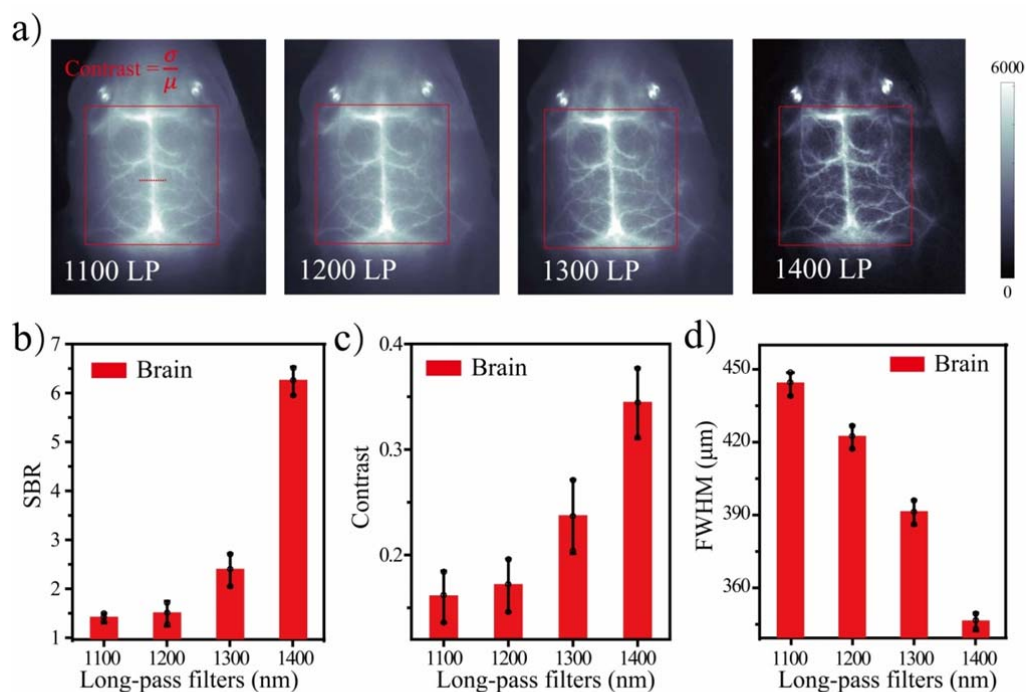 a)
Contrast = σ/μ
1100 LP
1200 LP
1300 LP
1400 LP
6000
0
b)
7
6
5
4
3
2
1
SBR
Brain
1100 1200 1300 1400
Long-pass filters (nm)
c)
0.4
0.3
0.2
Contrast
Brain
1100 1200 1300 1400
Long-pass filters (nm)
d)
450
420
390
360
FWHM (μm)
Brain
1100 1200 1300 1400
Long-pass filters (nm)